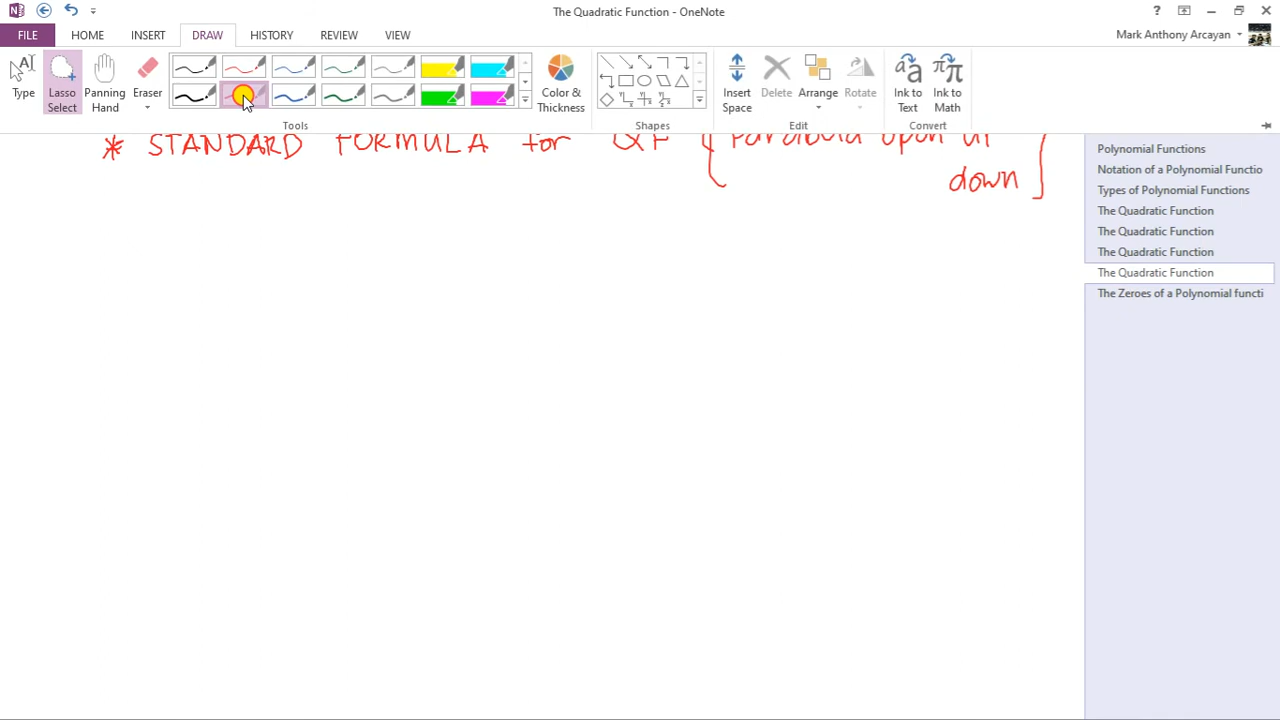 The Quadratic Function - OneNote
?
FILE HOME INSERT DRAW HISTORY REVIEW VIEW
Mark Anthony Arcayan
Type
Lasso Select
Panning Hand
Eraser
Color & Thickness
Insert Space
Delete
Arrange
Rotate
Ink to Text
Ink to Math
Tools Shapes Edit Convert
* STANDARD FORMULA for QF { Parabola upon
down ]
Polynomial Functions
Notation of a Polynomial Functio
Types of Polynomial Functions
The Quadratic Function
The Quadratic Function
The Quadratic Function
The Quadratic Function
The Zeroes of a Polynomial functi